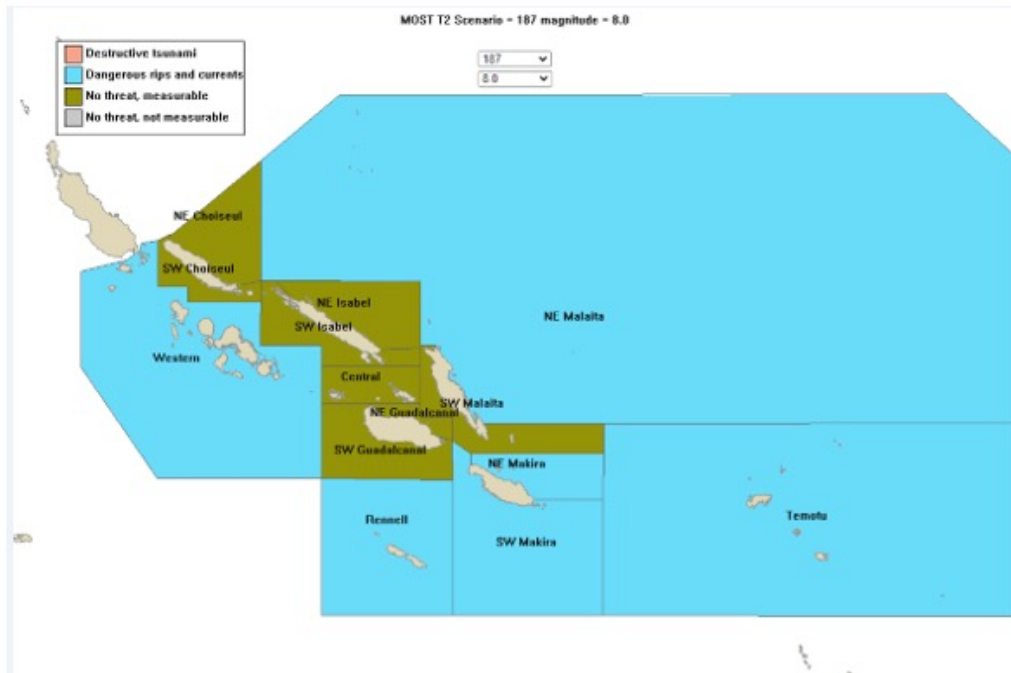 MOST T2 Scenario - 187 magnitude = 8.0
187
8.0
Destructive tsunami
Dangerous rips and currents
No threat, measurable
No threat, not measurable
NE Choiseul
SW Choiseul
NE Isabel
SW Isabel
NE Malaita
Western
Central
SW Malaita
NE Guadalcanal
SW Guadalcanal
NE Makira
Rennell
Temotu
SW Makira